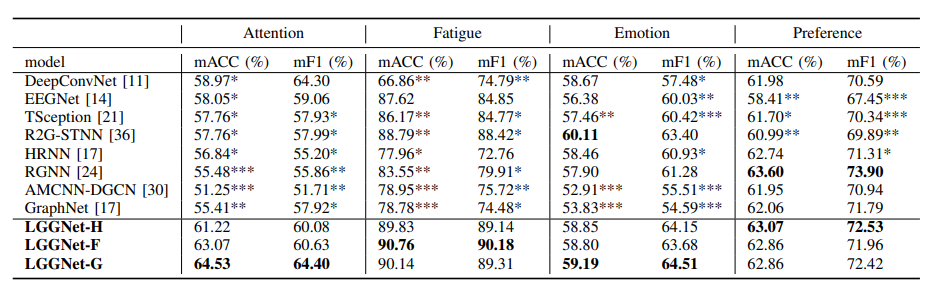 Attention Fatigue Emotion Preference
model mACC (%) mF1 (%) mACC (%) mF1 (%) mACC (%) mF1 (%) mACC (%) mF1 (%)
DeepConvNet [11] 58.97* 64.30 66.86** 74.79** 58.67 57.48* 61.98 70.59
EEGNet [14] 58.05* 59.06 87.62 84.85 56.38 60.03** 58.41** 67.45***
TSception [21] 57.76* 57.93* 86.17** 84.77* 57.46** 60.42*** 61.70* 70.34***
R2G-STNN [36] 57.76* 57.99* 88.79** 88.42* 60.11 63.40 60.99** 69.89**
HRNN [17] 56.84* 55.20* 77.96* 72.76 58.46 60.93* 62.74 71.31*
RGNN [24] 55.48*** 55.86** 83.55** 79.91* 57.90 61.28 63.60 73.90
AMCNN-DGCN [30] 51.25*** 51.71** 78.95*** 75.72** 52.91*** 55.51*** 61.95 70.94
GraphNet [17] 55.41** 57.92* 78.78*** 74.48* 53.83*** 54.59*** 62.06 71.79
LGGNet-H 61.22 60.08 89.83 89.14 58.85 64.15 63.07 72.53
LGGNet-F 63.07 60.63 90.76 90.18 58.80 63.68 62.86 71.96
LGGNet-G 64.53 64.40 90.14 89.31 59.19 64.51 62.86 72.42